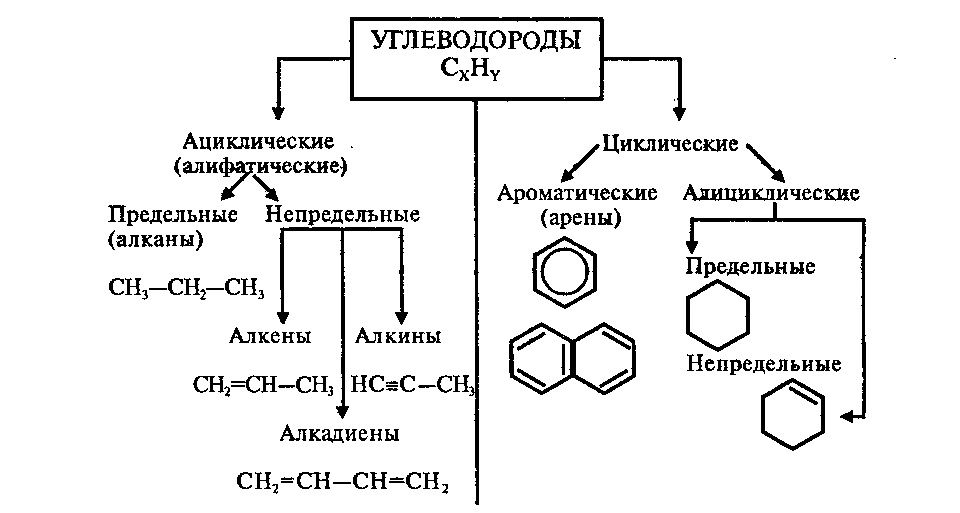 УГЛЕВОДОРОДЫ
CXHY
Ациклические
(алифатические)
Предельные
(алканы)
CH3—CH2—CH3
Непредельные
Алкены
CH2=CH—CH3
Алкины
HC≡C—CH3
Алкадиены
CH2=CH—CH=CH2
Циклические
Ароматические
(арены)
Алициклические
Предельные
Непредельные